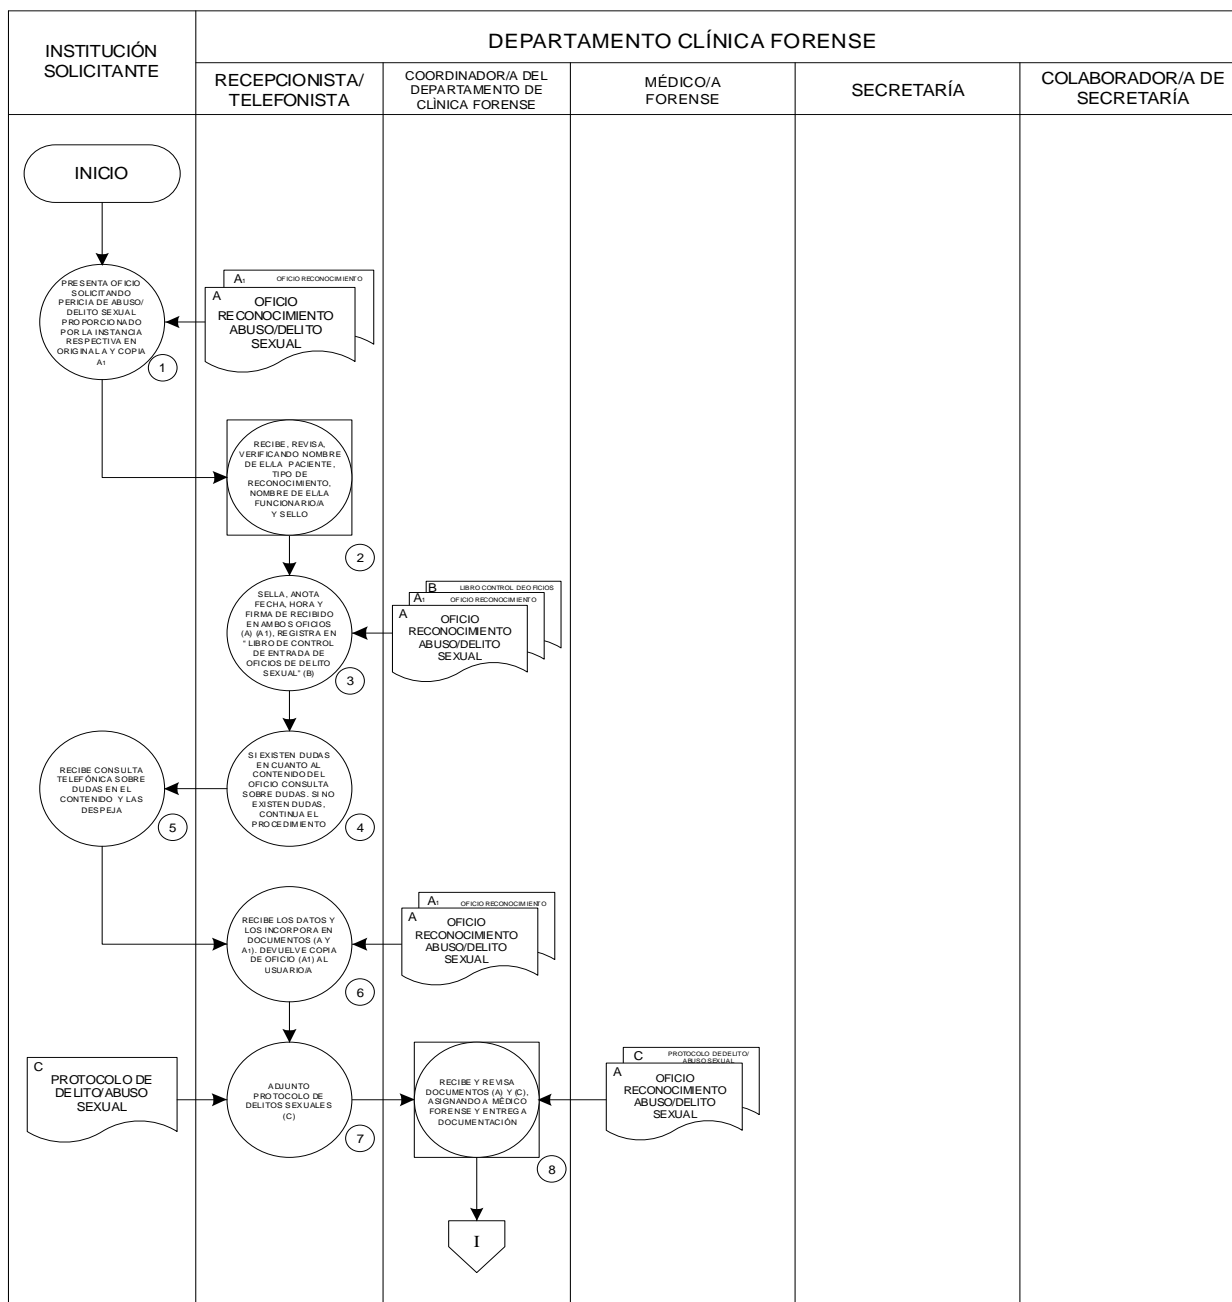 INSTITUCIÓN
SOLICITANTE
DEPARTAMENTO CLÍNICA FORENSE
RECEPCIONISTA/
TELEFONISTA
COORDINADOR/A DEL
DEPARTAMENTO DE
CLÌNICA FORENSE
MÉDICO/A
FORENSE
SECRETARÍA
COLABORADOR/A DE
SECRETARÍA
INICIO
PRESENTA OFICIO
SOLICITANDO
PERICIA DE ABUSO/
DELITO SEXUAL
PROPORCIONADO
POR LA INSTANCIA
RESPECTIVA EN
ORIGINAL A Y COPIA
A1
1
A1 OFICIO RECONOCIMIENTO
A
OFICIO
RECONOCIMIENTO
ABUSO/DELITO
SEXUAL
RECIBE, REVISA,
VERIFICANDO NOMBRE
DE EL/LA PACIENTE,
TIPO DE
RECONOCIMIENTO,
NOMBRE DE EL/LA
FUNCIONARIO/A
Y SELLO
2
SELLA, ANOTA
FECHA, HORA Y
FIRMA DE RECIBIDO
EN AMBOS OFICIOS
(A) (A1), REGISTRA EN
“ LIBRO DE CONTROL
DE ENTRADA DE
OFICIOS DE DELITO
SEXUAL” (B)
3
B LIBRO CONTROL DE OFICIOS
A1 OFICIO RECONOCIMIENTO
A
OFICIO
RECONOCIMIENTO
ABUSO/DELITO
SEXUAL
SI EXISTEN DUDAS
EN CUANTO AL
CONTENIDO DEL
OFICIO CONSULTA
SOBRE DUDAS. SI NO
EXISTEN DUDAS,
CONTINUA EL
PROCEDIMIENTO
4
RECIBE CONSULTA
TELEFÓNICA SOBRE
DUDAS EN EL
CONTENIDO Y LAS
DESPEJA
5
RECIBE LOS DATOS Y
LOS INCORPORA EN
DOCUMENTOS (A Y
A1). DEVUELVE COPIA
DE OFICIO (A1) AL
USUARIO/A
6
A1 OFICIO RECONOCIMIENTO
A
OFICIO
RECONOCIMIENTO
ABUSO/DELITO
SEXUAL
C
PROTOCOLO DE
DELITO/ABUSO
SEXUAL
ADJUNTO
PROTOCOLO DE
DELITOS SEXUALES
(C)
7
RECIBE Y REVISA
DOCUMENTOS (A) Y (C),
ASIGNANDO A MÉDICO
FORENSE Y ENTREGA
DOCUMENTACIÓN
8
C PROTOCOLO DE DELITO/
ABUSO SEXUAL
A
OFICIO
RECONOCIMIENTO
ABUSO/DELITO
SEXUAL
I